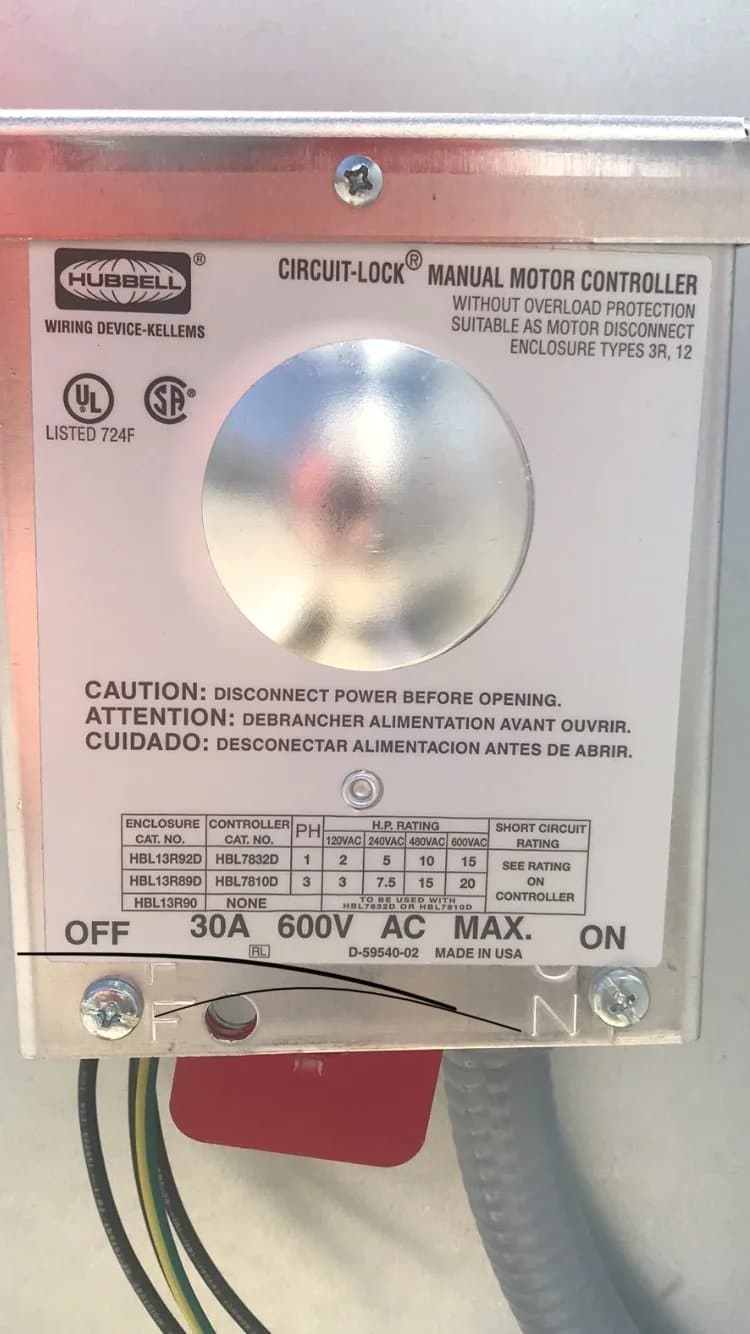 HUBBELL®
WIRING DEVICE-KELLEMS
CIRCUIT-LOCK® MANUAL MOTOR CONTROLLER
WITHOUT OVERLOAD PROTECTION
SUITABLE AS MOTOR DISCONNECT
ENCLOSURE TYPES 3R, 12
UL SA®
LISTED 724F
CAUTION: DISCONNECT POWER BEFORE OPENING.
ATTENTION: DEBRANCHER ALIMENTATION AVANT OUVRIR.
CUIDADO: DESCONECTAR ALIMENTACION ANTES DE ABRIR.
ENCLOSURE CAT. NO. CONTROLLER CAT. NO. PH H.P. RATING SHORT CIRCUIT RATING
120VAC 240VAC 480VAC 600VAC
HBL13R92D HBL7832D 1 2 5 10 15
HBL13R89D HBL7810D 3 3 7.5 15 20
SEE RATING ON CONTROLLER
HBL13R90 NONE TO BE USED WITH HBL7832D OR HBL7810D
OFF 30A 600V AC MAX. ON
RL D-59540-02 MADE IN USA
F N